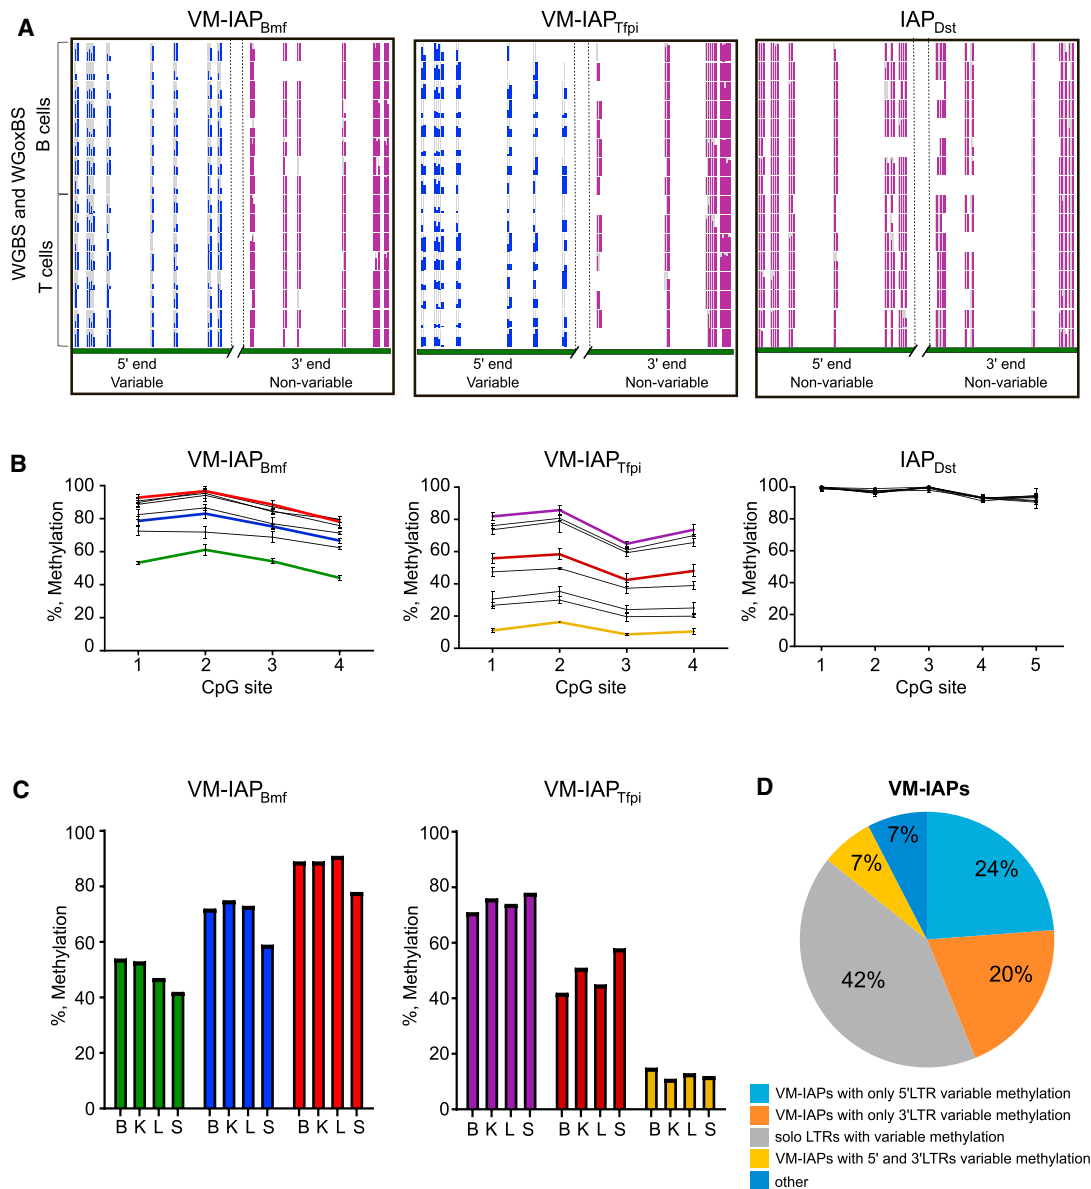 A
VM-IAPBmf
VM-IAPTfpi
IAPDst
WGBS and WGoxBS
B cells
T cells
5' end
Variable
3' end
Non-variable
5' end
Variable
3' end
Non-variable
5' end
Non-variable
3' end
Non-variable
B
VM-IAPBmf
%, Methylation
100
80
60
40
20
0
1 2 3 4
CpG site
VM-IAPTfpi
%, Methylation
100
80
60
40
20
0
1 2 3 4
CpG site
IAPDst
%, Methylation
100
80
60
40
20
0
1 2 3 4 5
CpG site
C
VM-IAPBmf
%, Methylation
100
80
60
40
20
0
B K L S B K L S B K L S
VM-IAPTfpi
%, Methylation
100
80
60
40
20
0
B K L S B K L S B K L S
D
VM-IAPs
7%
24%
7%
20%
42%
VM-IAPs with only 5'LTR variable methylation
VM-IAPs with only 3'LTR variable methylation
solo LTRs with variable methylation
VM-IAPs with 5' and 3'LTRs variable methylation
other